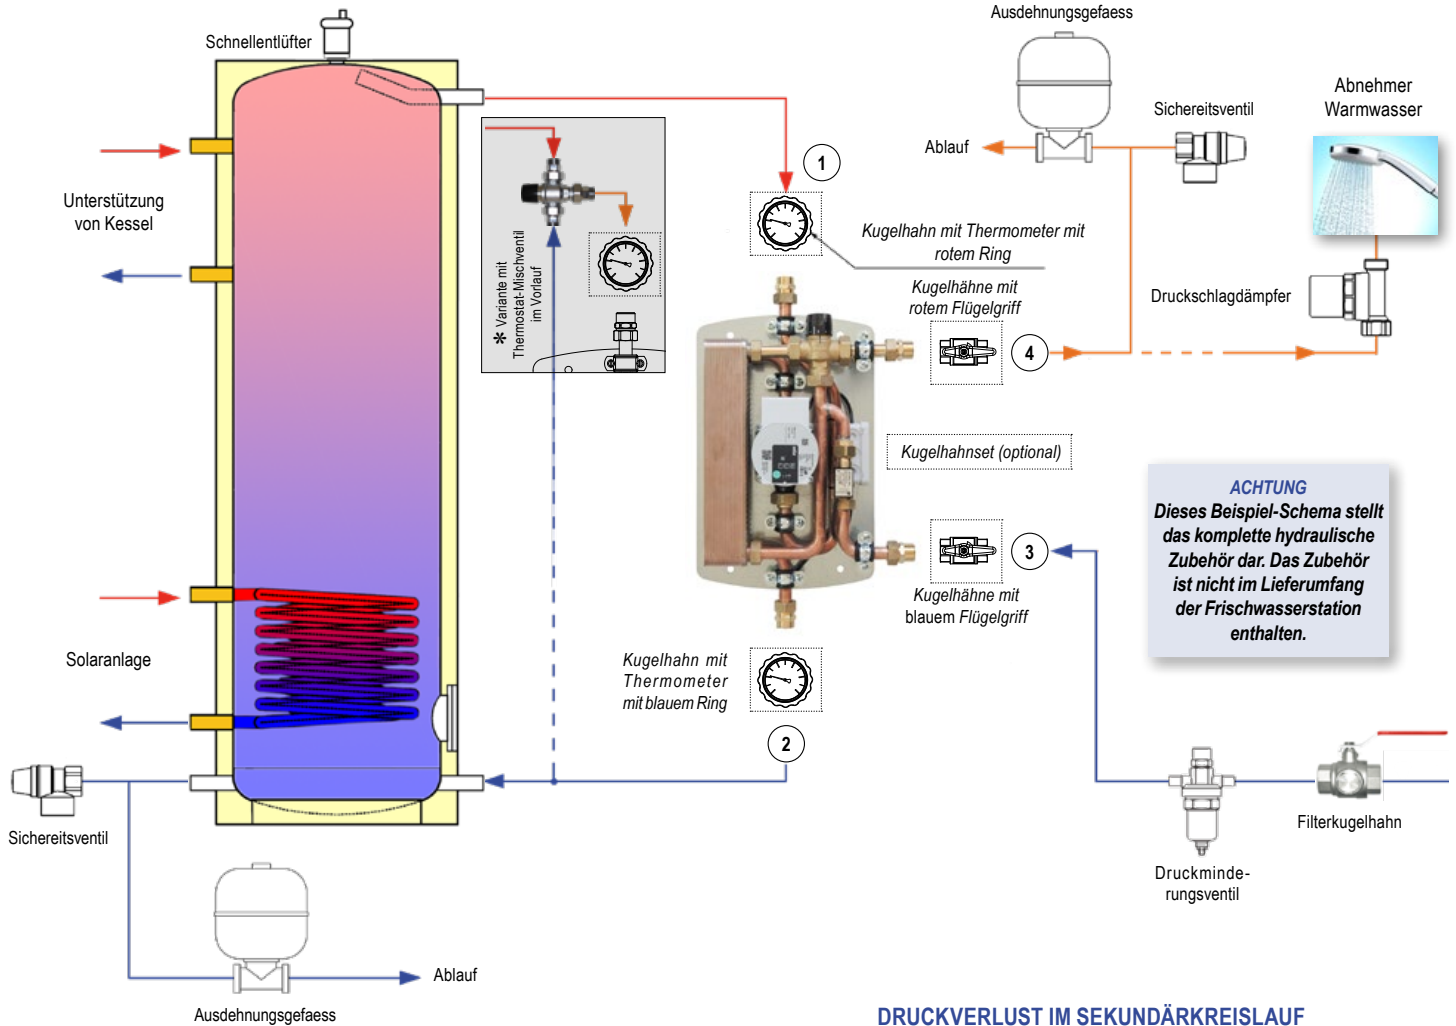 Ausdehnungsgefaess
Schnellentlüfter
Abnehmer
Warmwasser
Sichereitsventil
Ablauf
1
Unterstützung
von Kessel
Kugelhahn mit Thermometer mit
rotem Ring
* Variante mit
Thermostat-Mischventil
im Vorlauf
Kugelhähne mit
rotem Flügelgriff
Druckschlagdämpfer
4
Kugelhahnset (optional)
ACHTUNG
Dieses Beispiel-Schema stellt
das komplette hydraulische
Zubehör dar. Das Zubehör
ist nicht im Lieferumfang
der Frischwasserstation
enthalten.
3
Kugelhähne mit
blauem Flügelgriff
Solaranlage
Kugelhahn mit
Thermometer
mit blauem Ring
2
Sichereitsventil
Filterkugelhahn
Druckminde-
rungsventil
Ablauf
Ausdehnungsgefaess
DRUCKVERLUST IM SEKUNDÄRKREISLAUF